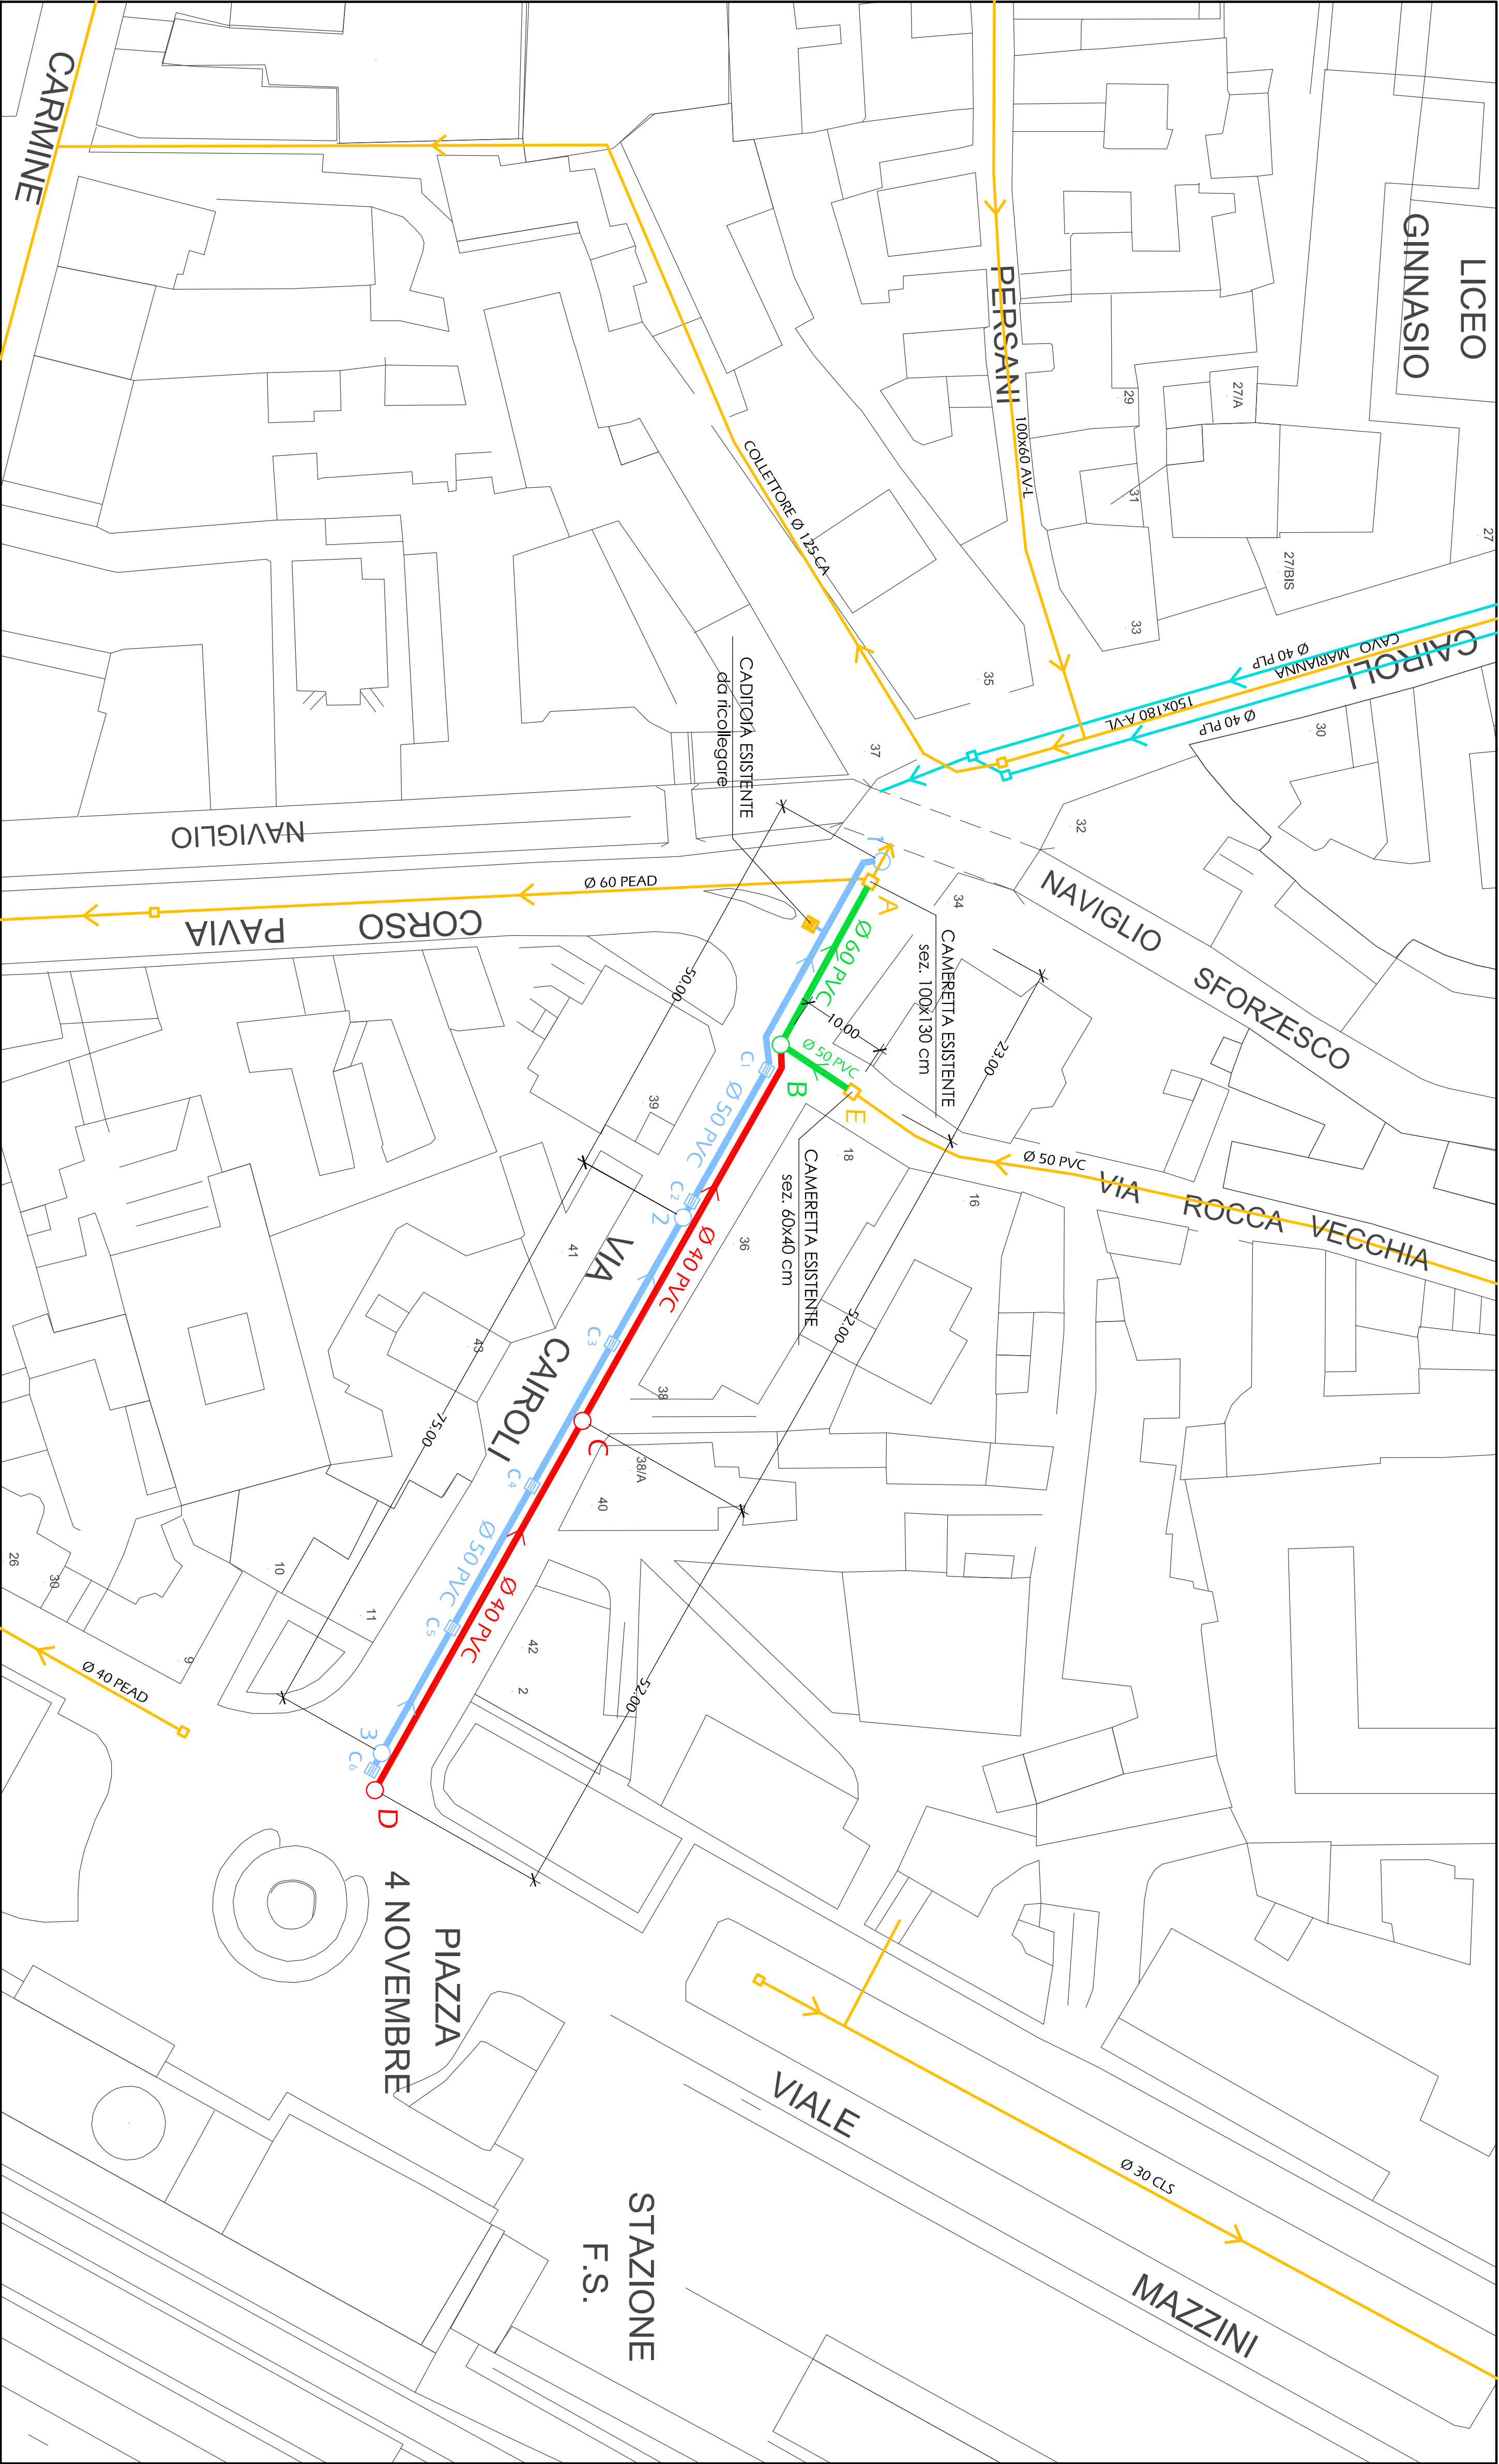 CARMINE
PERSANI
100x60 AV-L
LICEO
GINNASIO
27/A
29
31
27
27/BIS
33
35
37
COLLETTORE Ø 125 CA
CAIROLI
CAVO MARIANNA
Ø 40 PLP
150x180 A-VL
Ø 40 PLP
30
32
34
CADITOIA ESISTENTE
da ricollegare
NAVIGLIO
Ø 60 PEAD
CORSO PAVIA
NAVIGLIO SFORZESCO
1
A
Ø 60 PVC
CAMERETTA ESISTENTE
sez. 100x130 cm
50.00
10.00
23.00
Ø 50 PVC
B
E
C1
Ø 50 PVC
C2
2
CAMERETTA ESISTENTE
sez. 60x40 cm
18
16
Ø 50 PVC
VIA ROCCA VECCHIA
39
41
43
36
38
38/A
40
42
2
VIA CAIROLI
Ø 40 PVC
C3
C
C4
52.00
75.00
Ø 50 PVC
Ø 40 PVC
C5
52.00
3
C6
D
10
11
9
26
30
Ø 40 PEAD
PIAZZA
4 NOVEMBRE
VIALE MAZZINI
Ø 30 CLS
STAZIONE
F.S.